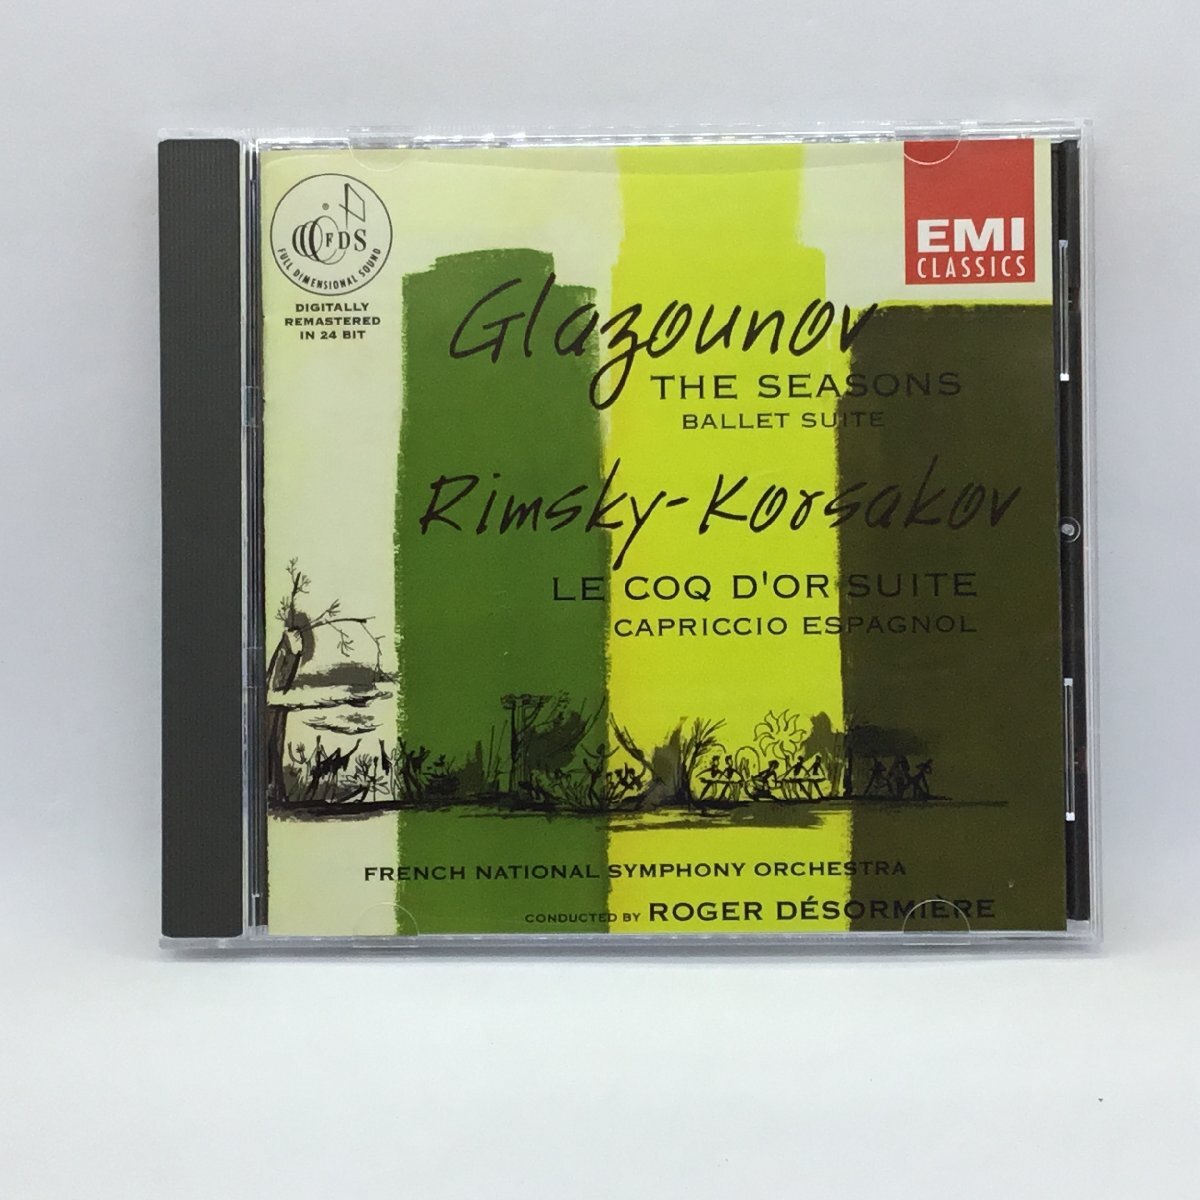 ®
FDS
FULL DIMENSIONAL SOUND
DIGITALLY
REMASTERED
IN 24 BIT
EMI
CLASSICS
Glazounov
THE SEASONS
BALLET SUITE
Rimsky-Korsakov
LE COQ D'OR SUITE
CAPRICCIO ESPAGNOL
FRENCH NATIONAL SYMPHONY ORCHESTRA
CONDUCTED BY ROGER DÉSORMIÈRE